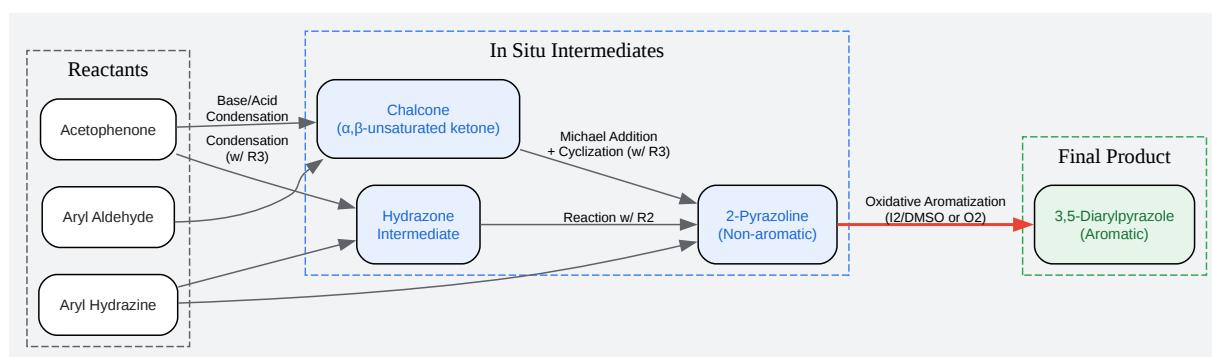 Reactants
Acetophenone
Aryl Aldehyde
Aryl Hydrazine
Base/Acid
Condensation
Condensation
(w/ R3)
In Situ Intermediates
Chalcone
(α,β-unsaturated ketone)
Hydrazone
Intermediate
Michael Addition
+ Cyclization (w/ R3)
Reaction w/ R2
2-Pyrazoline
(Non-aromatic)
Oxidative Aromatization
(I2/DMSO or O2)
Final Product
3,5-Diarylpyrazole
(Aromatic)